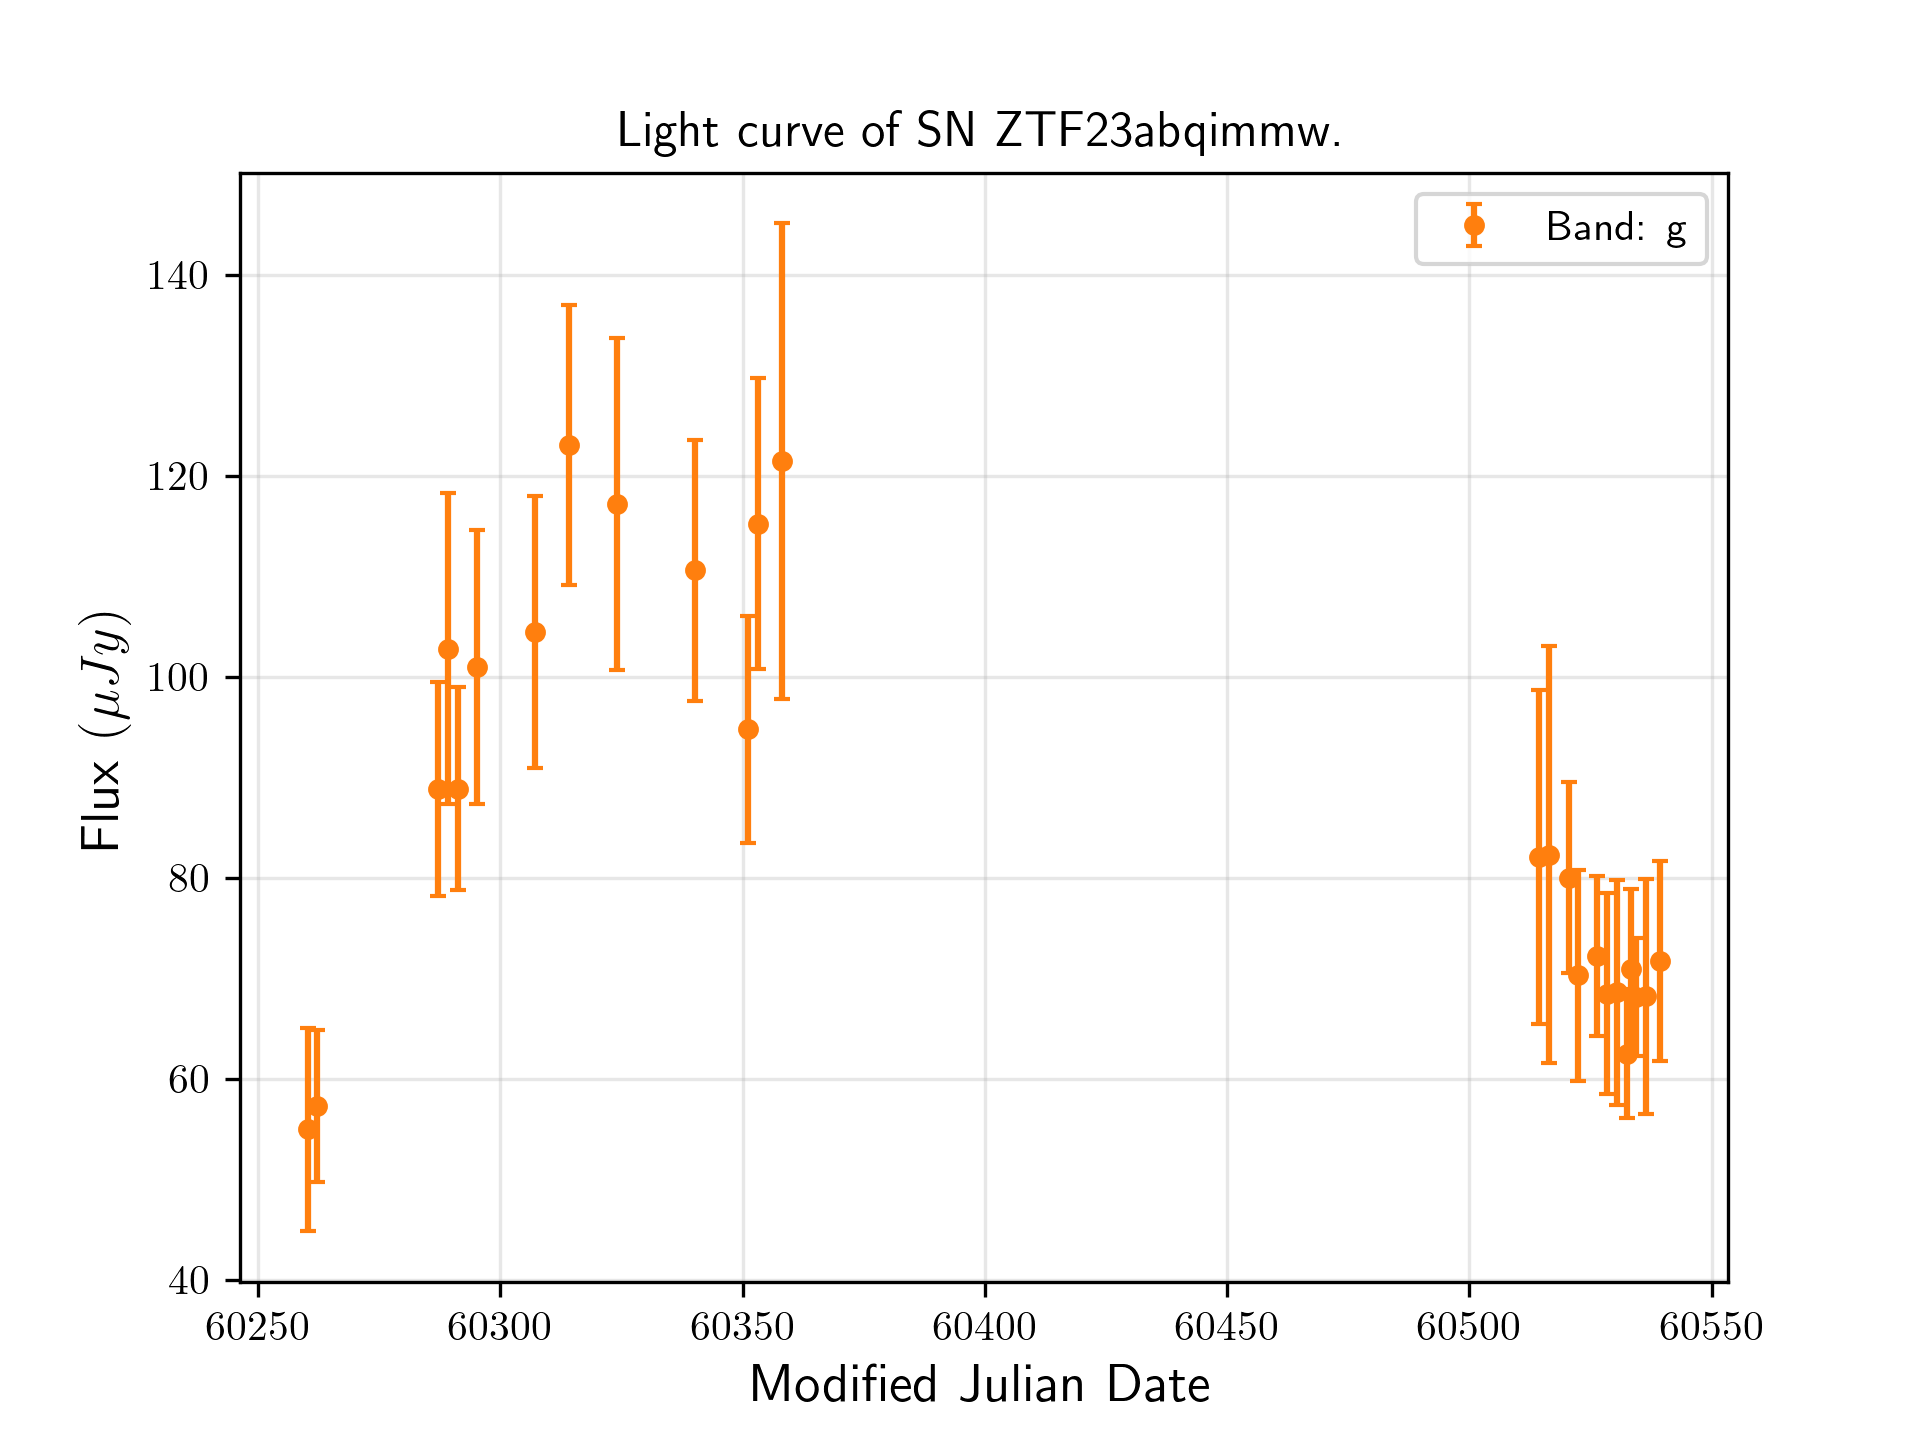 Light curve of SN ZTF23abqimmw.
Band: g
Flux (μJy)
140
120
100
80
60
40
60250 60300 60350 60400 60450 60500 60550
Modified Julian Date